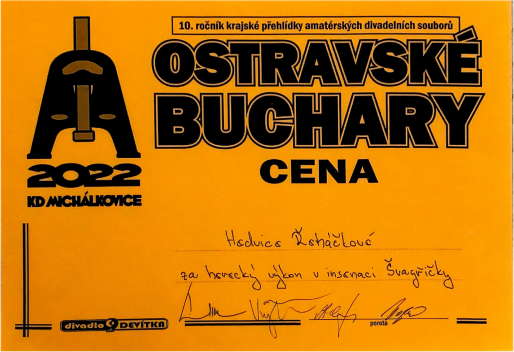 10. ročník krajské přehlídky amatérských divadelních souborů
OSTRAVSKÉ
BUCHARY
2022
KD MICHÁLKOVICE
CENA
Hedvice
za herecký výkon v inscenaci Švagříčky
divadlo DEVÍTKA
porota